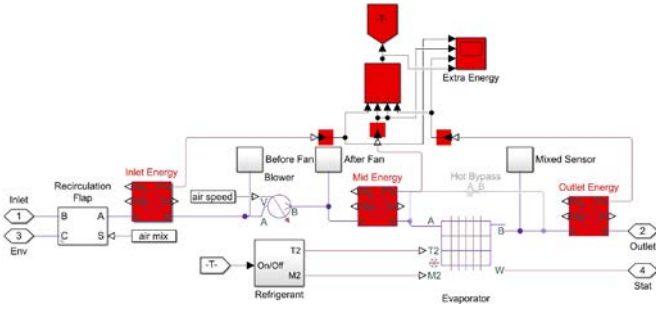 -T-
Extra Energy
Before Fan
After Fan
Mixed Sensor
Inlet Energy
Blower
Mid Energy
Hot Bypass
A_B
Outlet Energy
Inlet
Recirculation
Flap
air speed
V
A
B
1
B
A
A
B
2
Outlet
3
C
S
air mix
Env
T2
T2
-T-
On/Off
M2
M2
W
4
Stat
Refrigerant
Evaporator